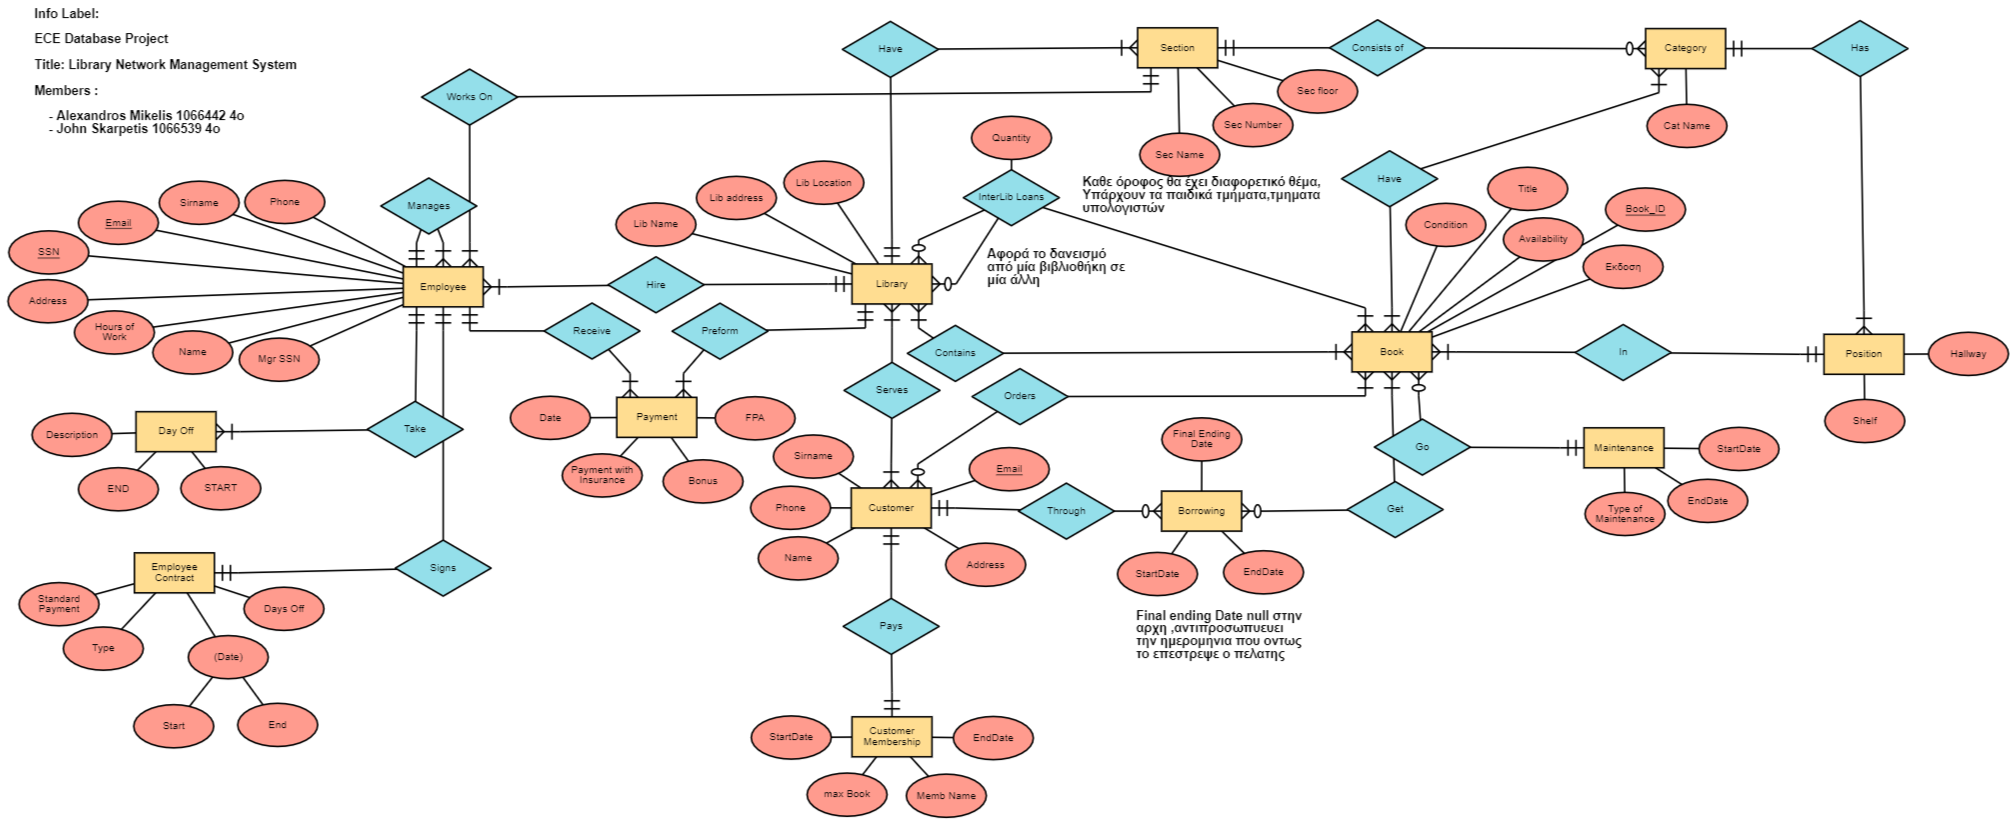 Info Label:
ECE Database Project
Title: Library Network Management System
Members :
- Alexandros Mikelis 1066442 4o
- John Skarpetis 1066539 4o
Have
Section
Consists of
Category
Has
Works On
Sec floor
Sec Number
Sec Name
Cat Name
Quantity
InterLib Loans
Καθε όροφος θα έχει διαφορετικό θέμα,
Υπάρχουν τα παιδικά τμήματα,τμηματα
υπολογιστών
Have
Title
Book_ID
Condition
Availability
Εκδοση
Manages
Sirname
Phone
Email
SSN
Address
Hours of
Work
Name
Mgr SSN
Employee
Lib Location
Lib address
Lib Name
Hire
Library
Αφορά το δανεισμό
από μία βιβλιοθήκη σε
μία άλλη
Receive
Preform
Contains
Book
In
Position
Hallway
Shelf
Serves
Orders
Date
Payment
FPA
Payment with
Insurance
Bonus
Description
Day Off
Take
END
START
Sirname
Email
Phone
Customer
Name
Address
Through
Final Ending
Date
Borrowing
StartDate
EndDate
Go
Get
Maintenance
StartDate
EndDate
Type of
Maintenance
Employee
Contract
Signs
Standard
Payment
Days Off
Type
(Date)
Start
End
Pays
Final ending Date null στην
αρχη ,αντιπροσωπυευει
την ημερομηνια που οντως
το επεστρεψε ο πελατης
StartDate
Customer
Membership
EndDate
max Book
Memb Name